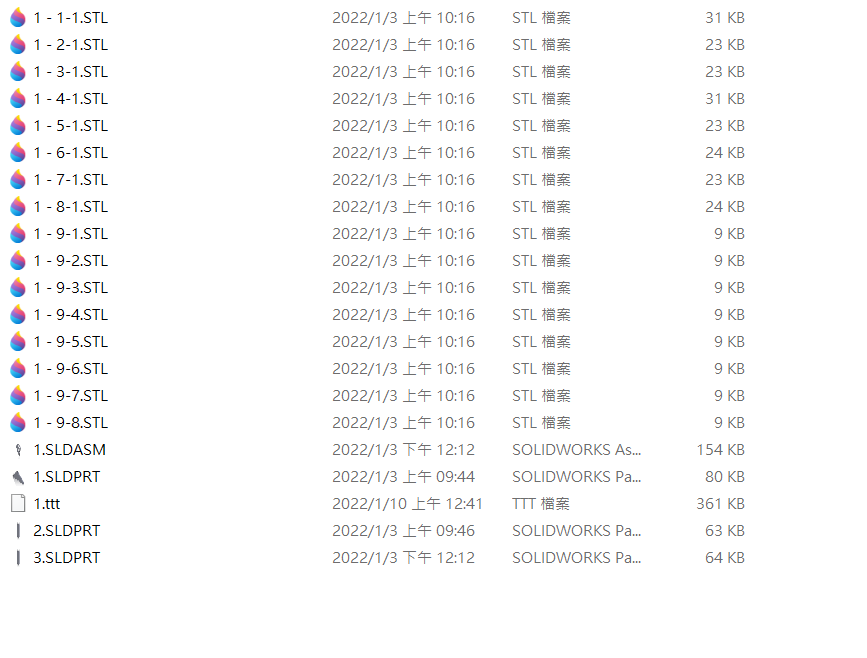 1 - 1-1.STL 2022/1/3 上午 10:16 STL 檔案 31 KB
1 - 2-1.STL 2022/1/3 上午 10:16 STL 檔案 23 KB
1 - 3-1.STL 2022/1/3 上午 10:16 STL 檔案 23 KB
1 - 4-1.STL 2022/1/3 上午 10:16 STL 檔案 31 KB
1 - 5-1.STL 2022/1/3 上午 10:16 STL 檔案 23 KB
1 - 6-1.STL 2022/1/3 上午 10:16 STL 檔案 24 KB
1 - 7-1.STL 2022/1/3 上午 10:16 STL 檔案 23 KB
1 - 8-1.STL 2022/1/3 上午 10:16 STL 檔案 24 KB
1 - 9-1.STL 2022/1/3 上午 10:16 STL 檔案 9 KB
1 - 9-2.STL 2022/1/3 上午 10:16 STL 檔案 9 KB
1 - 9-3.STL 2022/1/3 上午 10:16 STL 檔案 9 KB
1 - 9-4.STL 2022/1/3 上午 10:16 STL 檔案 9 KB
1 - 9-5.STL 2022/1/3 上午 10:16 STL 檔案 9 KB
1 - 9-6.STL 2022/1/3 上午 10:16 STL 檔案 9 KB
1 - 9-7.STL 2022/1/3 上午 10:16 STL 檔案 9 KB
1 - 9-8.STL 2022/1/3 上午 10:16 STL 檔案 9 KB
1.SLDASM 2022/1/3 下午 12:12 SOLIDWORKS As... 154 KB
1.SLDPRT 2022/1/3 上午 09:44 SOLIDWORKS Pa... 80 KB
1.ttt 2022/1/10 上午 12:41 TTT 檔案 361 KB
2.SLDPRT 2022/1/3 上午 09:46 SOLIDWORKS Pa... 63 KB
3.SLDPRT 2022/1/3 下午 12:12 SOLIDWORKS Pa... 64 KB